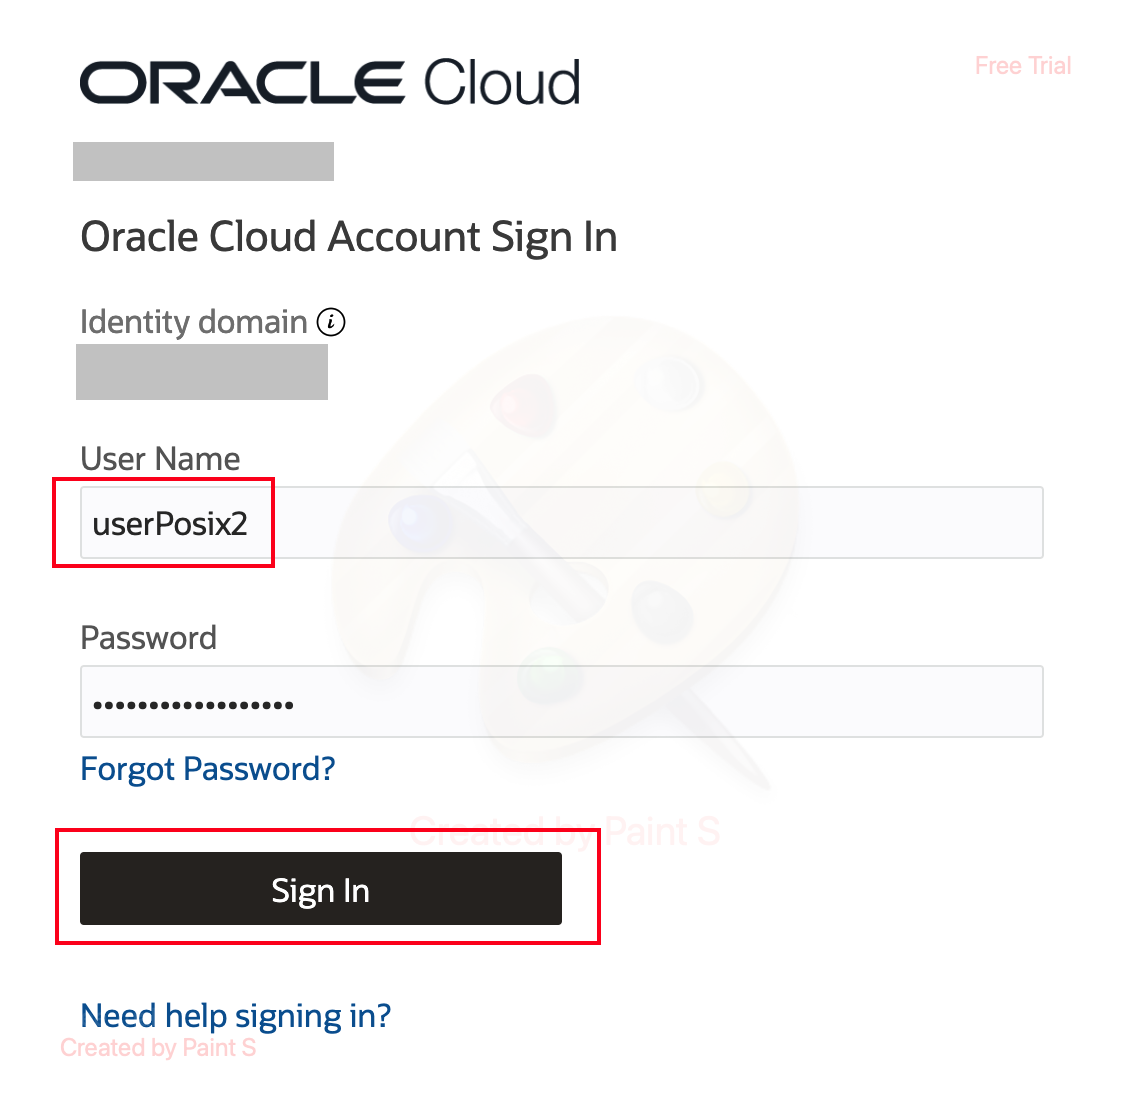 ORACLE Cloud
Free Trial
Oracle Cloud Account Sign In
Identity domain i
User Name
userPosix2
Password
••••••••••••••••••
Forgot Password?
Created by Paint S
Sign In
Need help signing in?
Created by Paint S